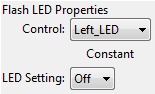 Flash LED Properties
Control: Left_LED
Constant
LED Setting: Off